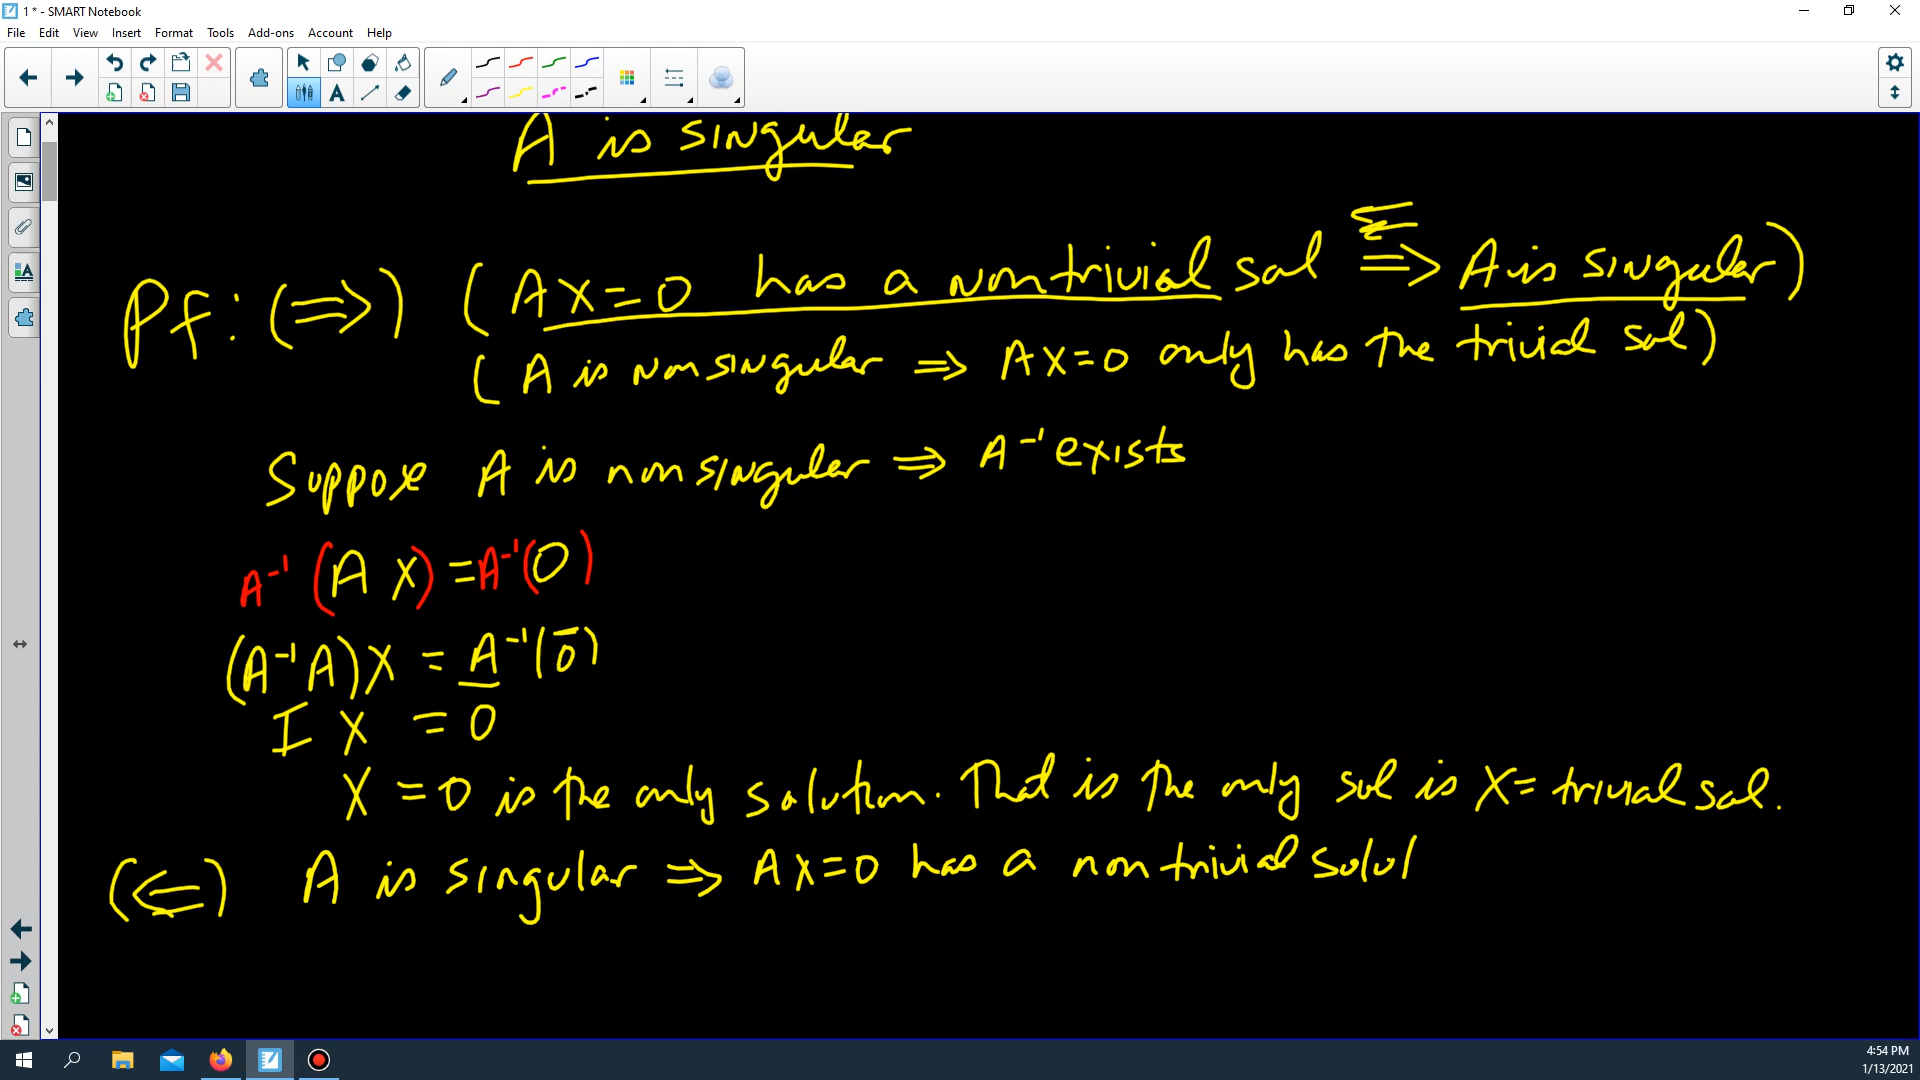 1 * - SMART Notebook
File Edit View Insert Format Tools Add-ons Account Help
A is singular
Pf: (⇒) (AX=0 has a nontrivial sol ⇒ A is singular)
(A is nonsingular ⇒ AX=0 only has the trivial sol)
Suppose A is nonsingular ⇒ A⁻¹ exists
A⁻¹(AX) = A⁻¹(0)
(A⁻¹A)X = A⁻¹(0̄)
I X = 0
X = 0 is the only solution. That is the only sol is X= trivial sol.
(⇐) A is singular ⇒ AX=0 has a nontrivial solut
4:54 PM
1/13/2021